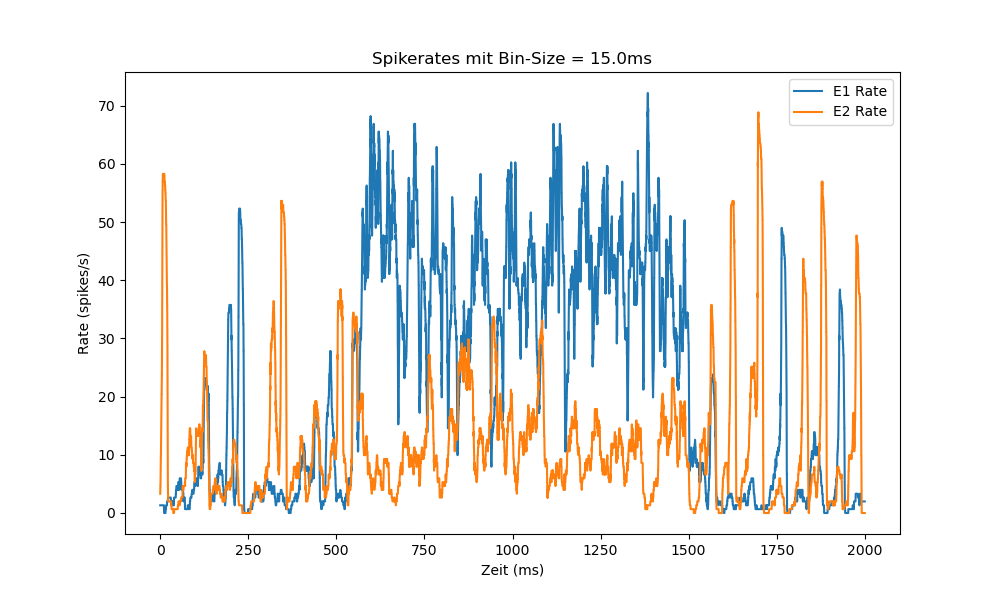 Spikerates mit Bin-Size = 15.0ms
E1 Rate
E2 Rate
Rate (spikes/s)
70
60
50
40
30
20
10
0
0 250 500 750 1000 1250 1500 1750 2000
Zeit (ms)